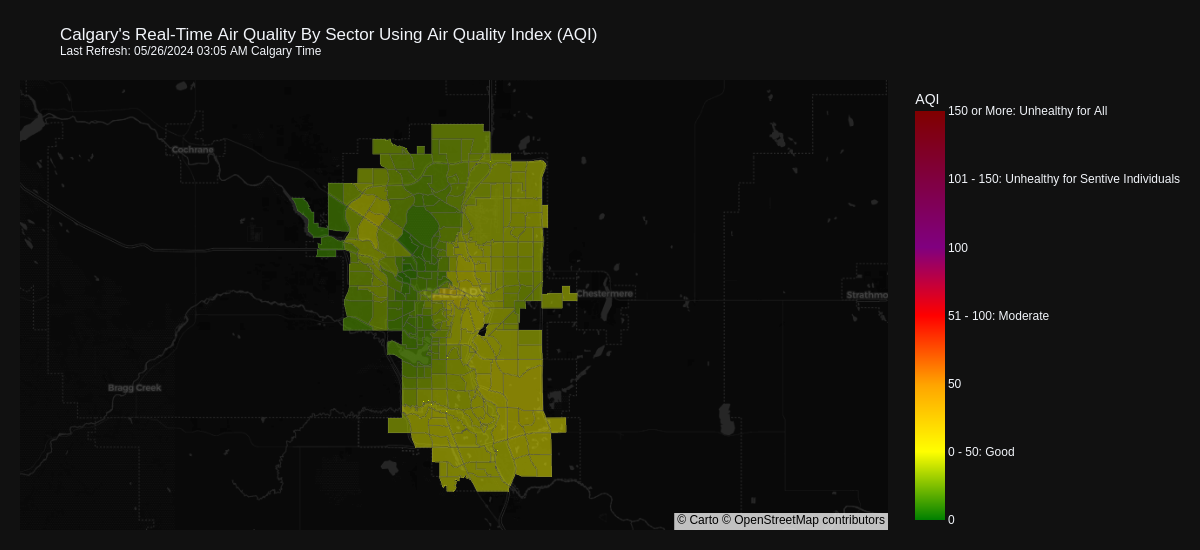 Calgary's Real-Time Air Quality By Sector Using Air Quality Index (AQI)
Last Refresh: 05/26/2024 03:05 AM Calgary Time
AQI
150 or More: Unhealthy for All
101 - 150: Unhealthy for Sentive Individuals
100
51 - 100: Moderate
50
0 - 50: Good
0
Cochrane
Chestermere
Strathmo
Bragg Creek
© Carto © OpenStreetMap contributors